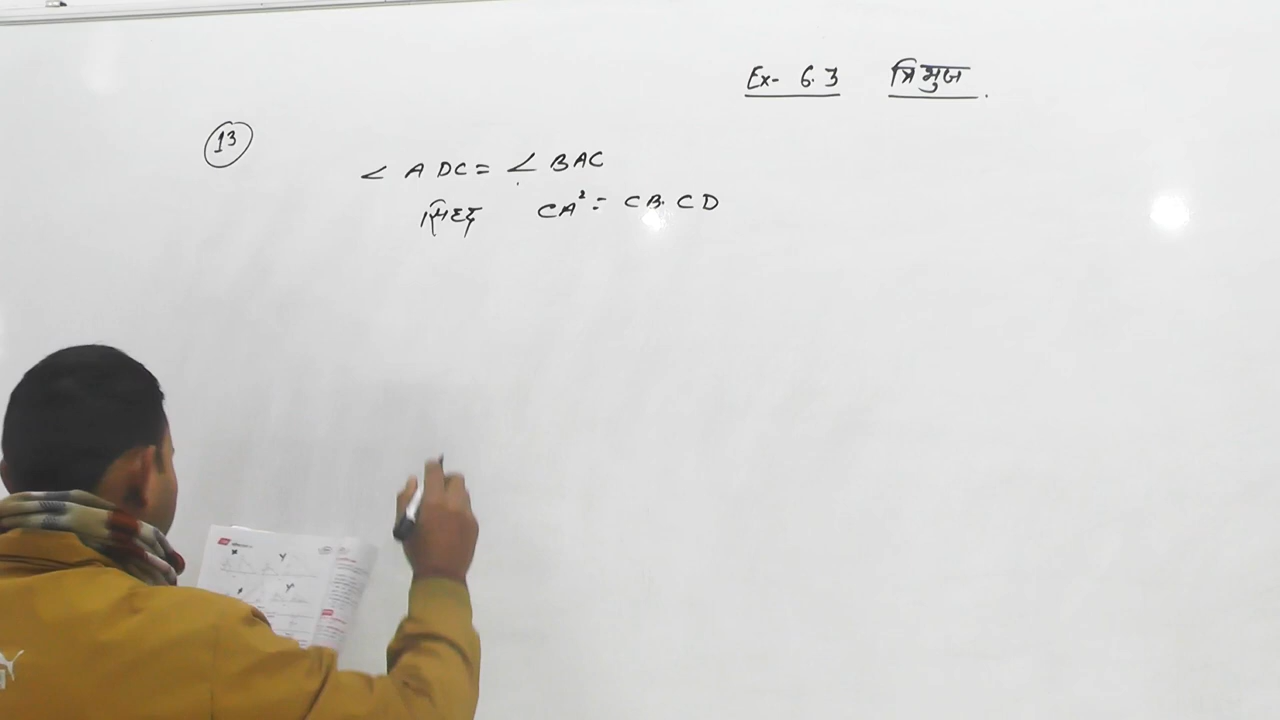 Ex- 6.3 त्रिभुज.
13
∠ ADC = ∠ BAC
सिद्ध CA² = CB. CD